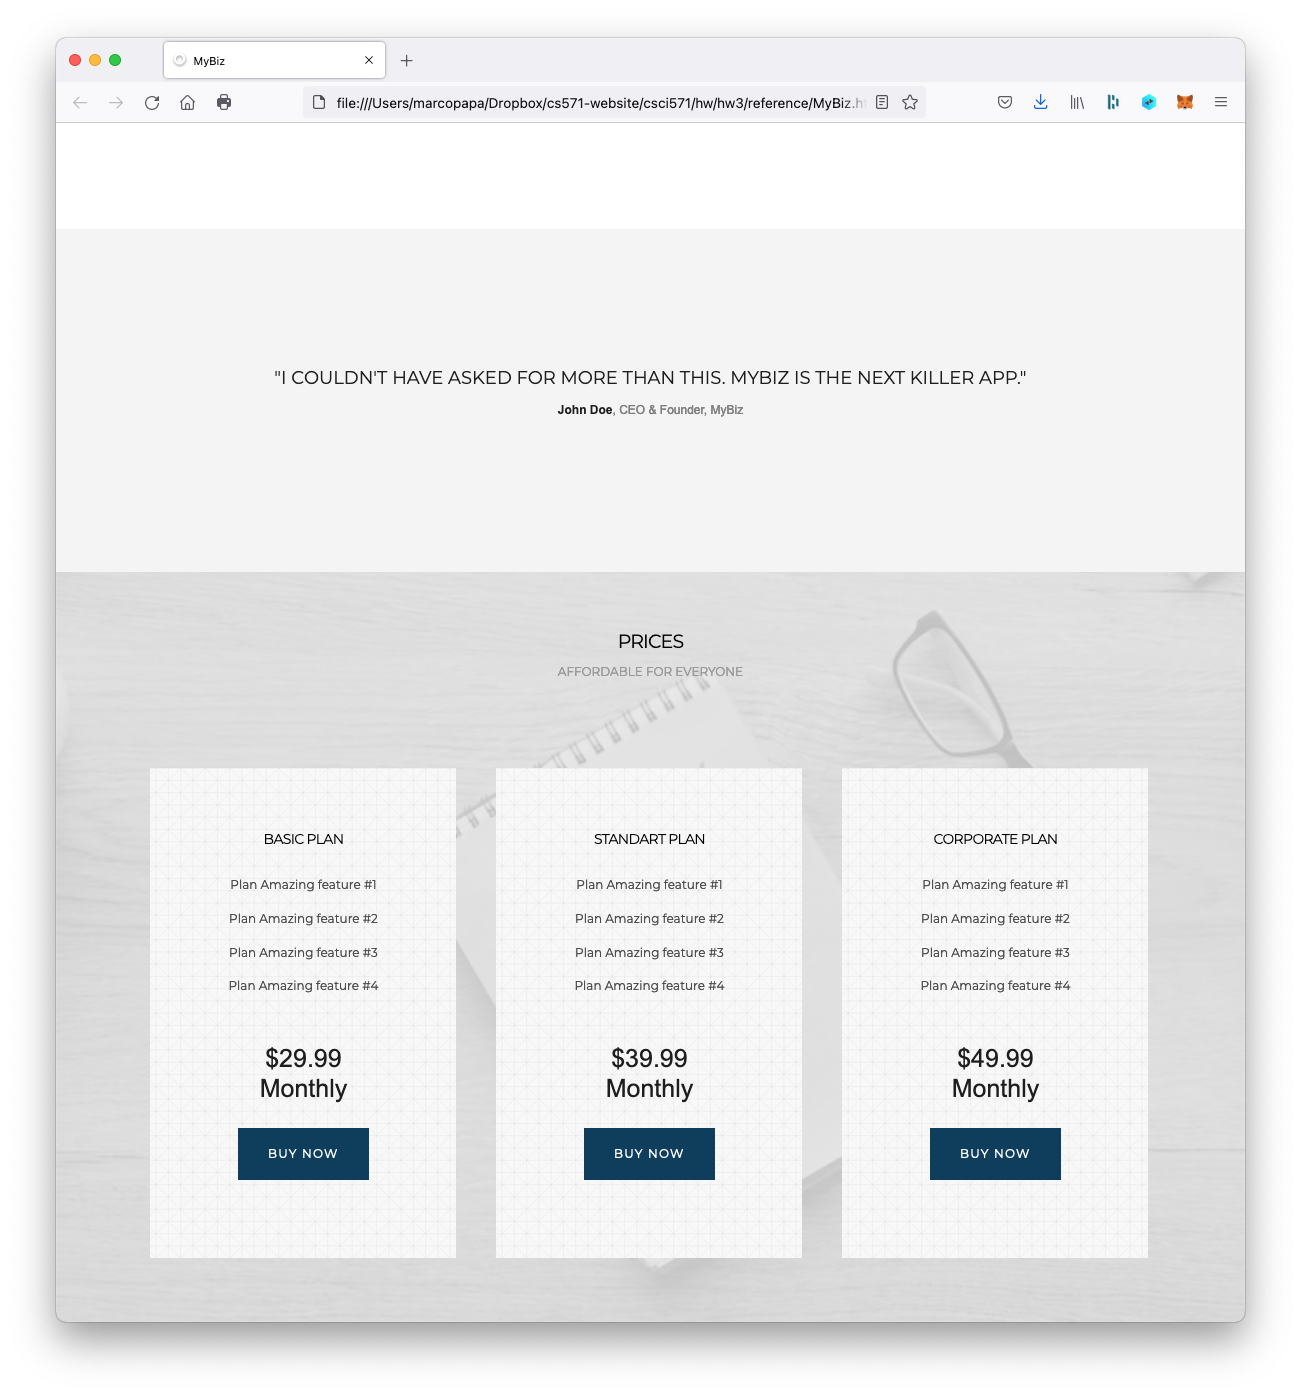 MyBiz
file:///Users/marcopapa/Dropbox/cs571-website/csci571/hw/hw3/reference/MyBiz.h
"I COULDN'T HAVE ASKED FOR MORE THAN THIS. MYBIZ IS THE NEXT KILLER APP."
John Doe, CEO & Founder, MyBiz
PRICES
AFFORDABLE FOR EVERYONE
BASIC PLAN
Plan Amazing feature #1
Plan Amazing feature #2
Plan Amazing feature #3
Plan Amazing feature #4
$29.99
Monthly
BUY NOW
STANDART PLAN
Plan Amazing feature #1
Plan Amazing feature #2
Plan Amazing feature #3
Plan Amazing feature #4
$39.99
Monthly
BUY NOW
CORPORATE PLAN
Plan Amazing feature #1
Plan Amazing feature #2
Plan Amazing feature #3
Plan Amazing feature #4
$49.99
Monthly
BUY NOW